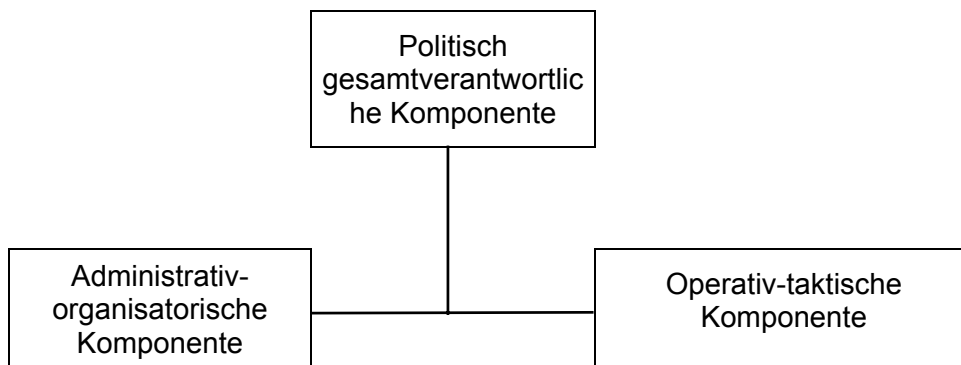 Politisch
gesamtverantwortlic
he Komponente
Administrativ-
organisatorische
Komponente
Operativ-taktische
Komponente